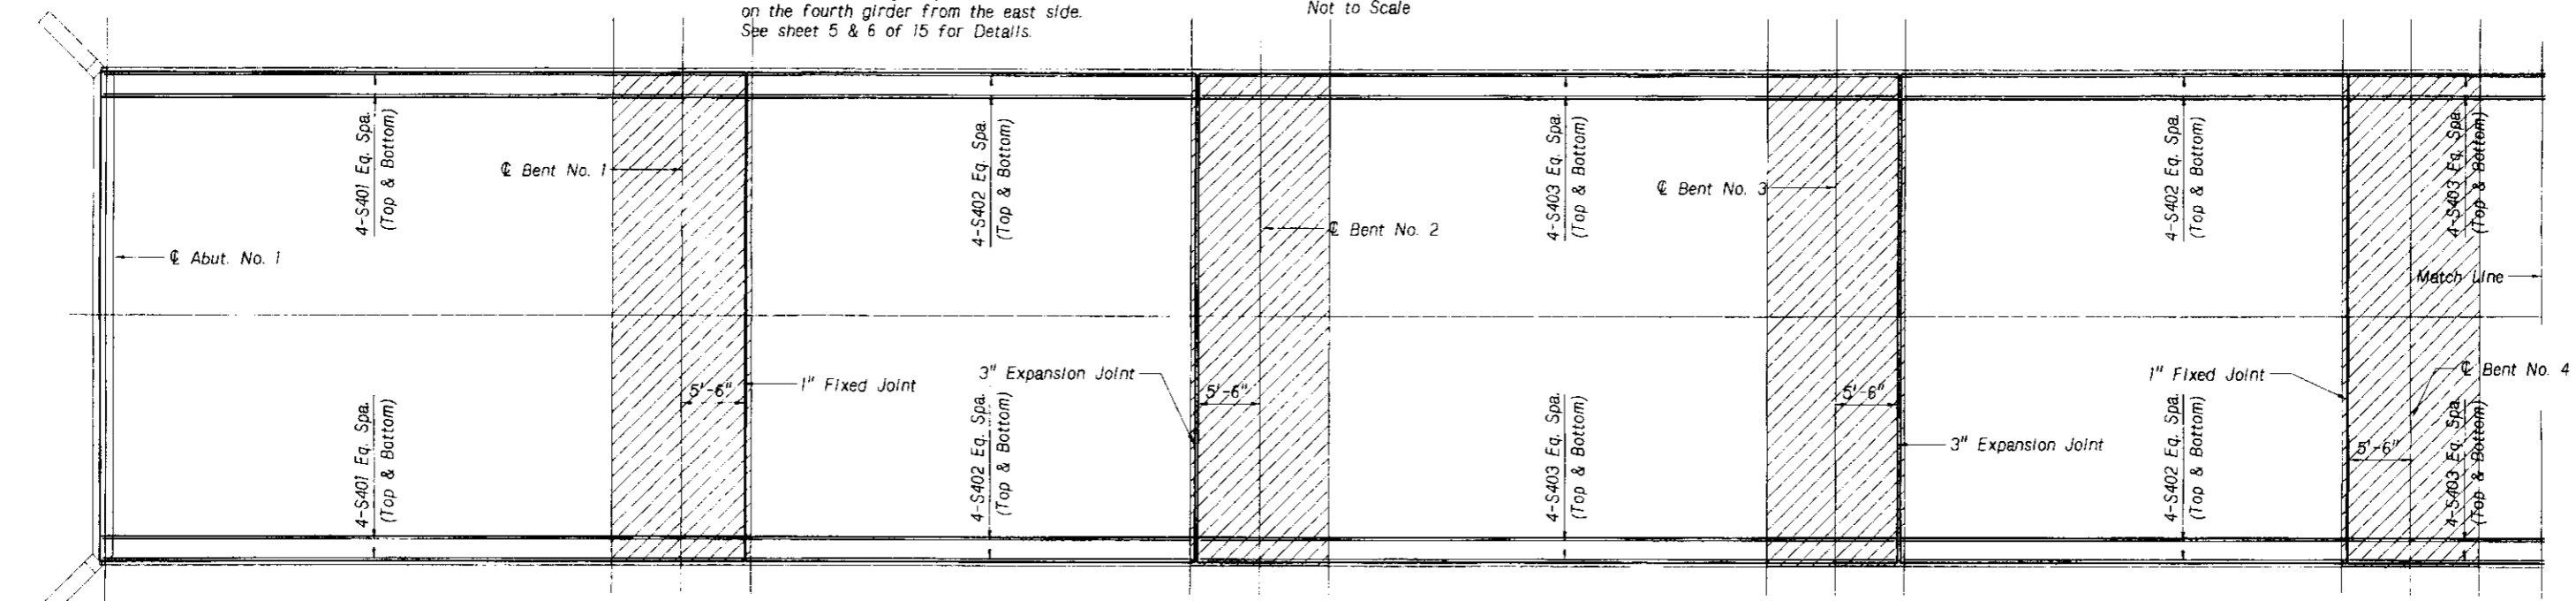 on the fourth girder from the east side.
See sheet 5 & 6 of 15 for Details.
Not to Scale
4-S401 Eq. Spa.
(Top & Bottom)
℄ Bent No. 1
4-S402 Eq. Spa.
(Top & Bottom)
℄ Bent No. 2
4-S403 Eq. Spa.
(Top & Bottom)
℄ Bent No. 3
4-S402 Eq. Spa.
(Top & Bottom)
4-S403 Eq. Spa.
(Top & Bottom)
℄ Abut. No. 1
Match Line
5'-6"
1" Fixed Joint
3" Expansion Joint
5'-6"
5'-6"
3" Expansion Joint
1" Fixed Joint
5'-6"
℄ Bent No. 4
4-S401 Eq. Spa.
(Top & Bottom)
4-S402 Eq. Spa.
(Top & Bottom)
4-S403 Eq. Spa.
(Top & Bottom)
4-S402 Eq. Spa.
(Top & Bottom)
4-S403 Eq. Spa.
(Top & Bottom)